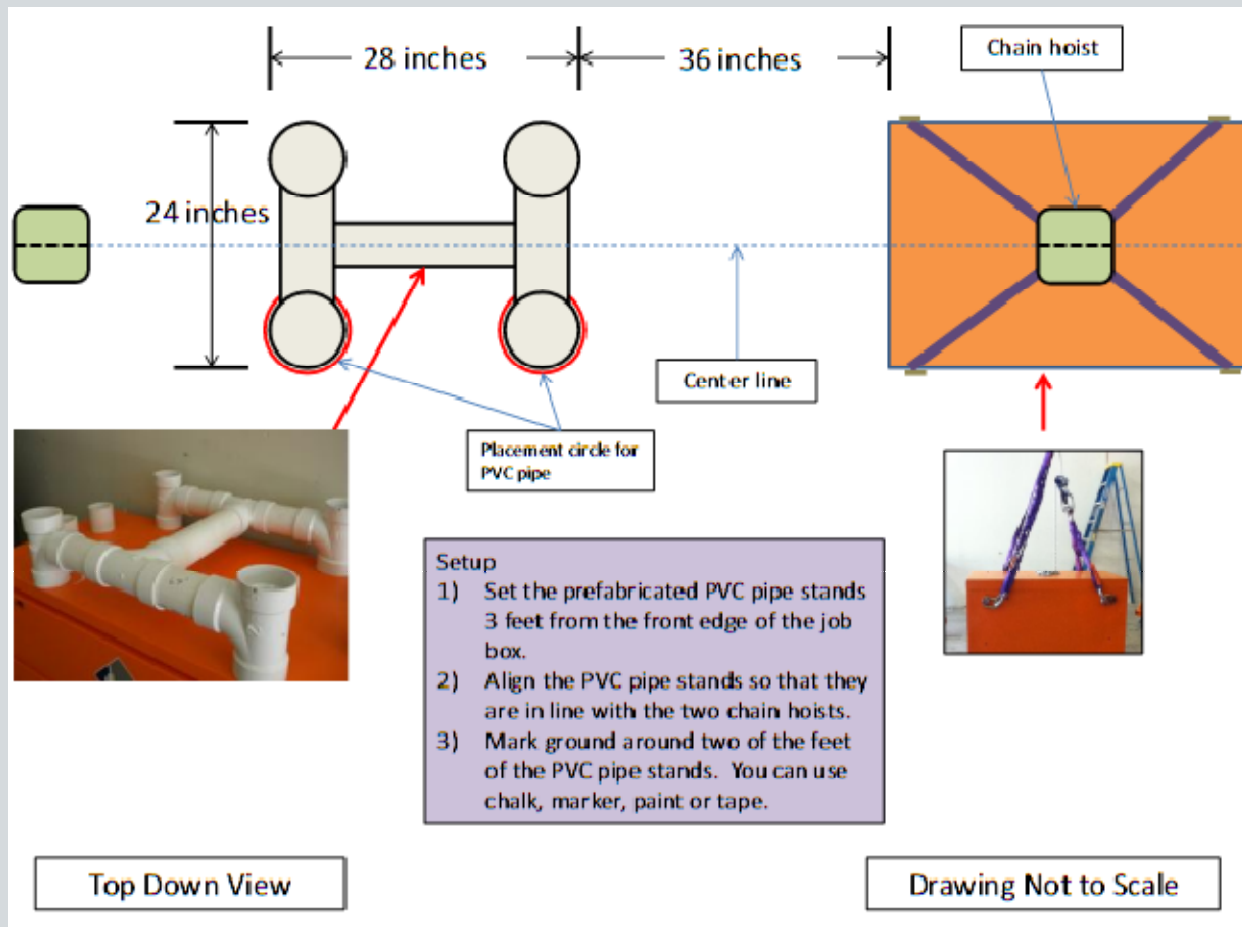 28 inches
36 inches
Chain hoist
24 inches
Center line
Placement circle for
PVC pipe
Setup
1) Set the prefabricated PVC pipe stands
3 feet from the front edge of the job
box.
2) Align the PVC pipe stands so that they
are in line with the two chain hoists.
3) Mark ground around two of the feet
of the PVC pipe stands. You can use
chalk, marker, paint or tape.
Top Down View
Drawing Not to Scale